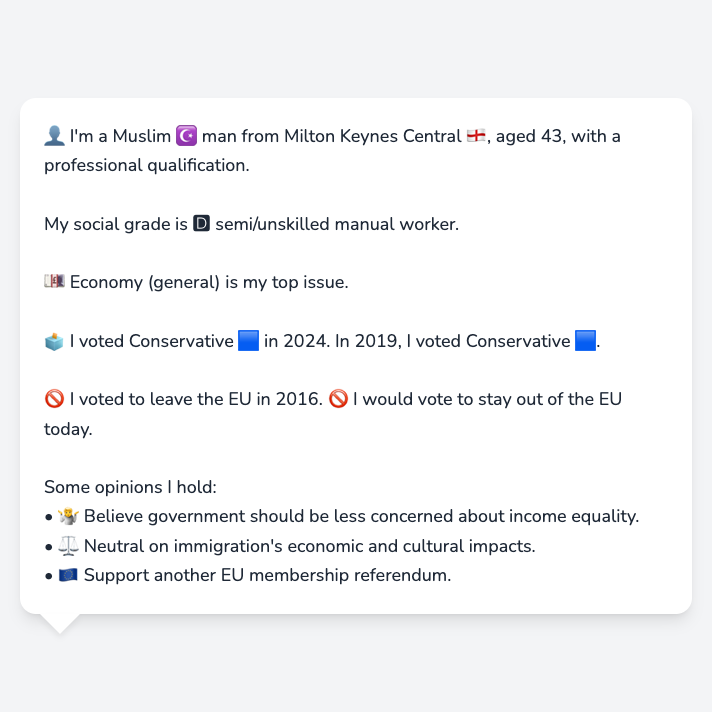 👤 I'm a Muslim ☪️ man from Milton Keynes Central 🏴󠁧󠁢󠁥󠁮󠁧󠁿, aged 43, with a
professional qualification.
My social grade is 🅳 semi/unskilled manual worker.
💷 Economy (general) is my top issue.
🗳️ I voted Conservative 🟦 in 2024. In 2019, I voted Conservative 🟦.
🚫 I voted to leave the EU in 2016. 🚫 I would vote to stay out of the EU
today.
Some opinions I hold:
• 🤷 Believe government should be less concerned about income equality.
• ⚖️ Neutral on immigration's economic and cultural impacts.
• 🇪🇺 Support another EU membership referendum.